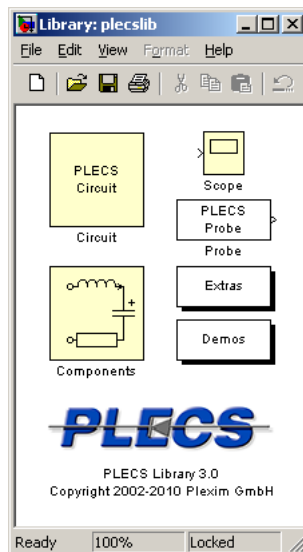 Library: plecslib
File Edit View Format Help
PLECS
Circuit
Circuit
Scope
PLECS
Probe
Probe
Components
Extras
Demos
PLECS
PLECS Library 3.0
Copyright 2002-2010 Plexim GmbH
Ready 100% Locked